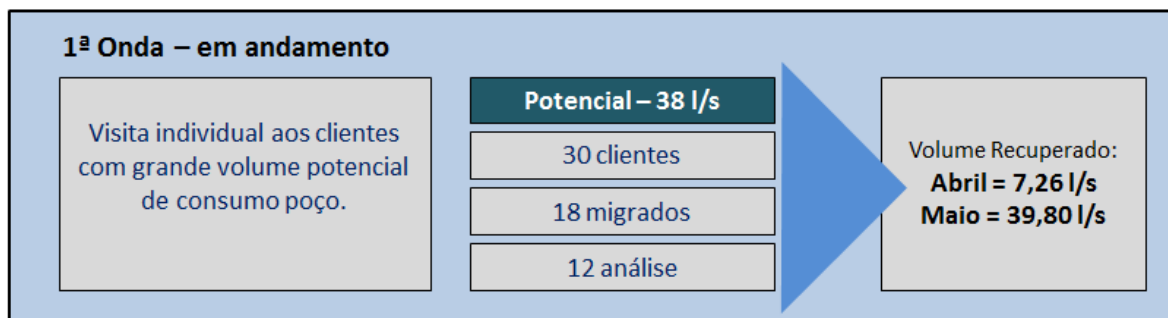 1ª Onda – em andamento
Visita individual aos clientes
com grande volume potencial
de consumo poço.
Potencial – 38 l/s
30 clientes
18 migrados
12 análise
Volume Recuperado:
Abril = 7,26 l/s
Maio = 39,80 l/s